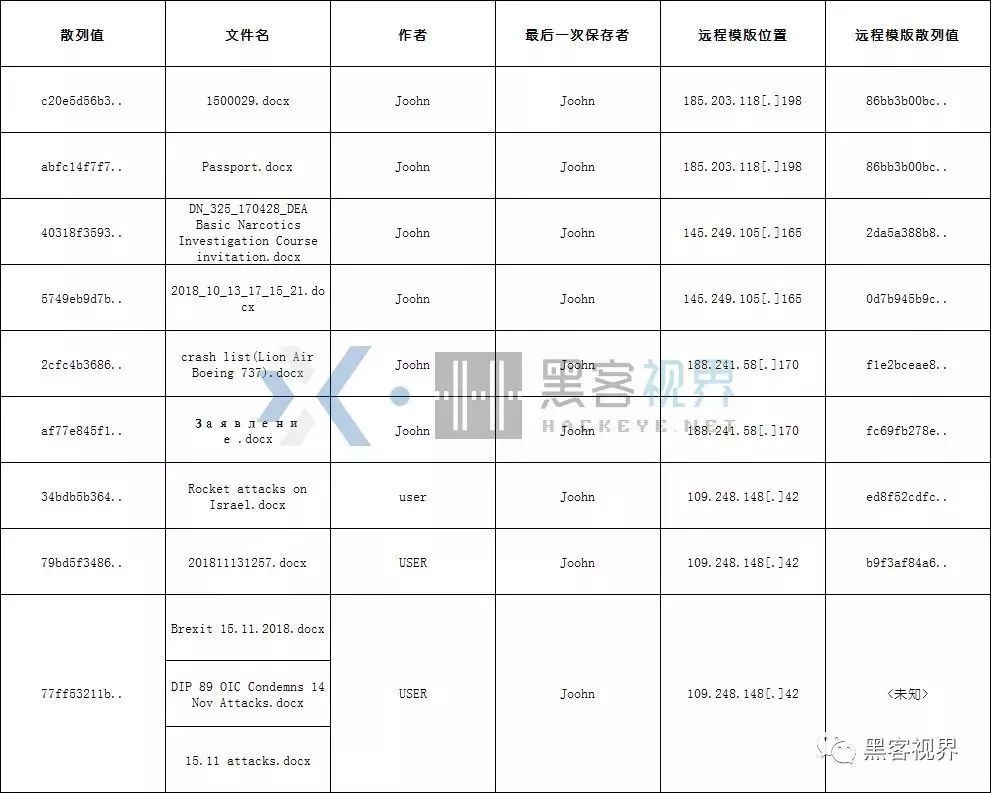 散列值 文件名 作者 最后一次保存者 远程模版位置 远程模版散列值
c20e5d56b3.. 1500029.docx Joohn Joohn 185.203.118[.]198 86bb3b00bc..
abfc14f7f7.. Passport.docx Joohn Joohn 185.203.118[.]198 86bb3b00bc..
DN_325_170428_DEA
Basic Narcotics
40318f3593.. Investigation Course Joohn Joohn 145.249.105[.]165 2da5a388b8..
invitation.docx
5749eb9d7b.. 2018_10_13_17_15_21.do Joohn Joohn 145.249.105[.]165 0d7b945b9c..
cx
2cfc4b3686.. crash list(Lion Air Joohn Joohn 188.241.58[.]170 f1e2bceae8..
Boeing 737).docx
黑客视界
HACKEYE.NET
af77e845f1.. Заявлени Joohn Joohn 188.241.58[.]170 fc69fb278e..
е.docx
34bdb5b364.. Rocket attacks on user Joohn 109.248.148[.]42 ed8f52cdfc..
Israel.docx
79bd5f3486.. 201811131257.docx USER Joohn 109.248.148[.]42 b9f3af84a6..
Brexit 15.11.2018.docx
77ff53211b.. DIP 89 OIC Condemns 14 USER Joohn 109.248.148[.]42 <未知>
Nov Attacks.docx
15.11 attacks.docx
黑客视界